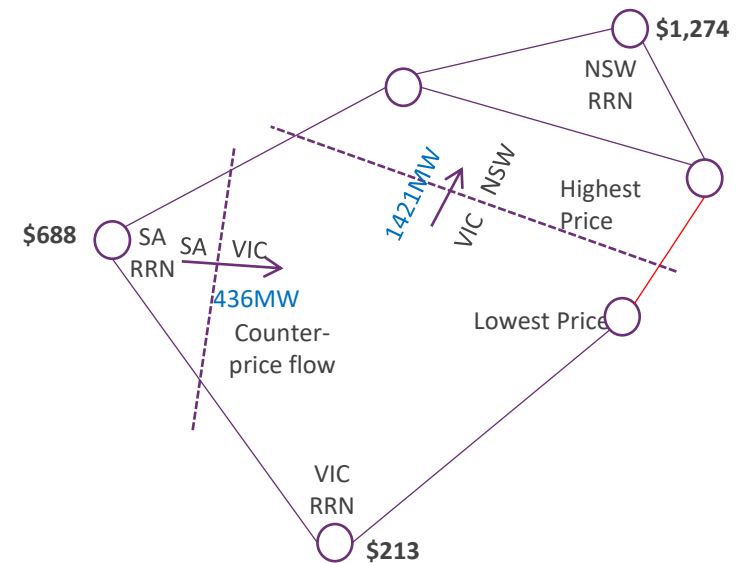 $1,274
NSW
RRN
1421MW
VIC NSW
Highest
Price
$688
SA
RRN
SA VIC
436MW
Counter-
price flow
Lowest Price
VIC
RRN
$213